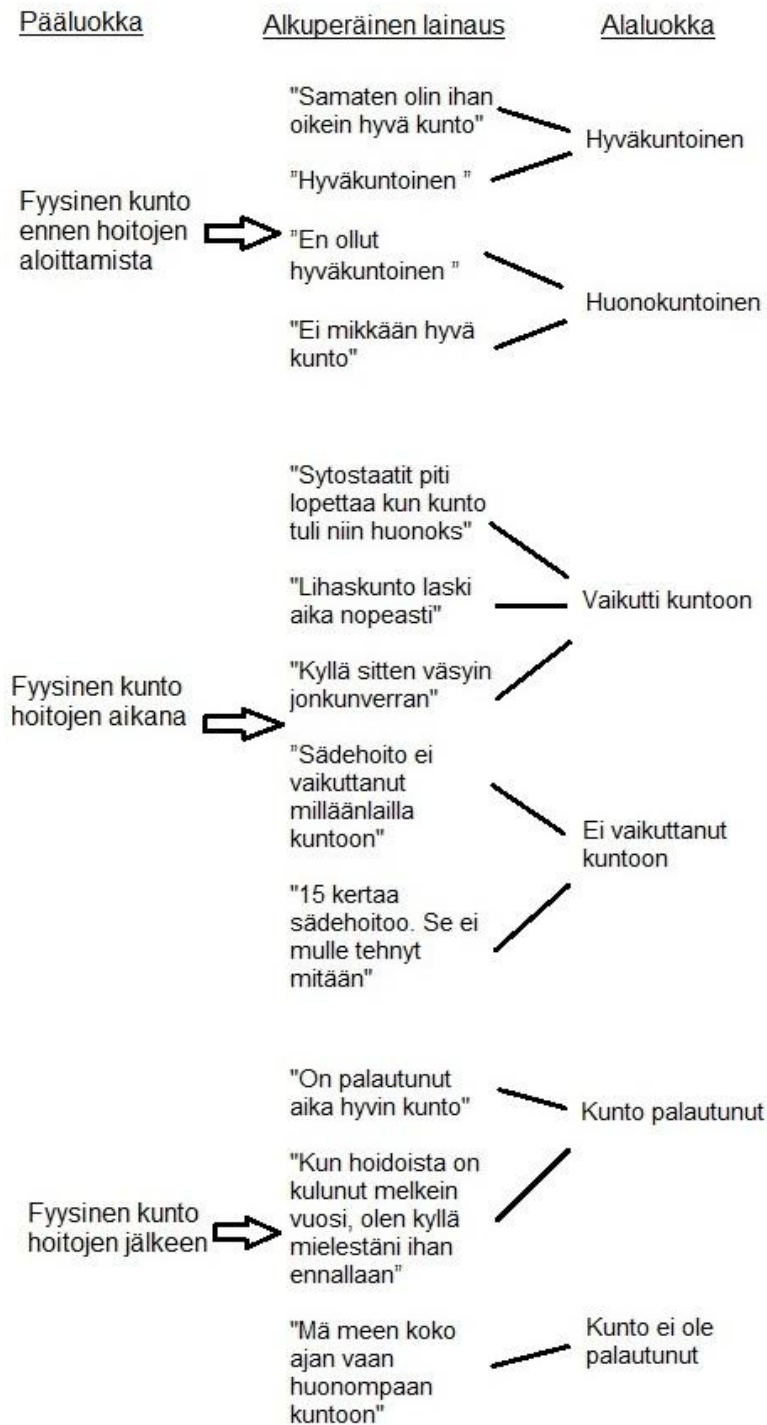 Pääluokka
Alkuperäinen lainaus
Alaluokka
Fyysinen kunto
ennen hoitojen
aloittamista
"Samaten olin ihan
oikein hyvä kunto"
"Hyväkuntoinen ”
”En ollut
hyväkuntoinen ”
"Ei mikkään hyvä
kunto"
Hyväkuntoinen
Huonokuntoinen
Fyysinen kunto
hoitojen aikana
"Sytostaatit piti
lopettaa kun kunto
tuli niin huonoks"
"Lihaskunto laski
aika nopeasti"
"Kyllä sitten väsyin
jonkunverran"
”Sädehoito ei
vaikuttanut
milläänlailla
kuntoon"
"15 kertaa
sädehoitoo. Se ei
mulle tehnyt
mitään"
Vaikutti kuntoon
Ei vaikuttanut
kuntoon
Fyysinen kunto
hoitojen jälkeen
"On palautunut
aika hyvin kunto"
"Kun hoidoista on
kulunut melkein
vuosi, olen kyllä
mielestäni ihan
ennallaan”
"Mä meen koko
ajan vaan
huonompaan
kuntoon"
Kunto palautunut
Kunto ei ole
palautunut